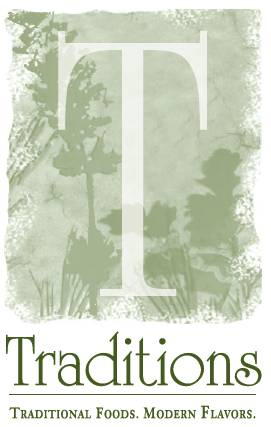 T
Traditions
TRADITIONAL FOODS. MODERN FLAVORS.